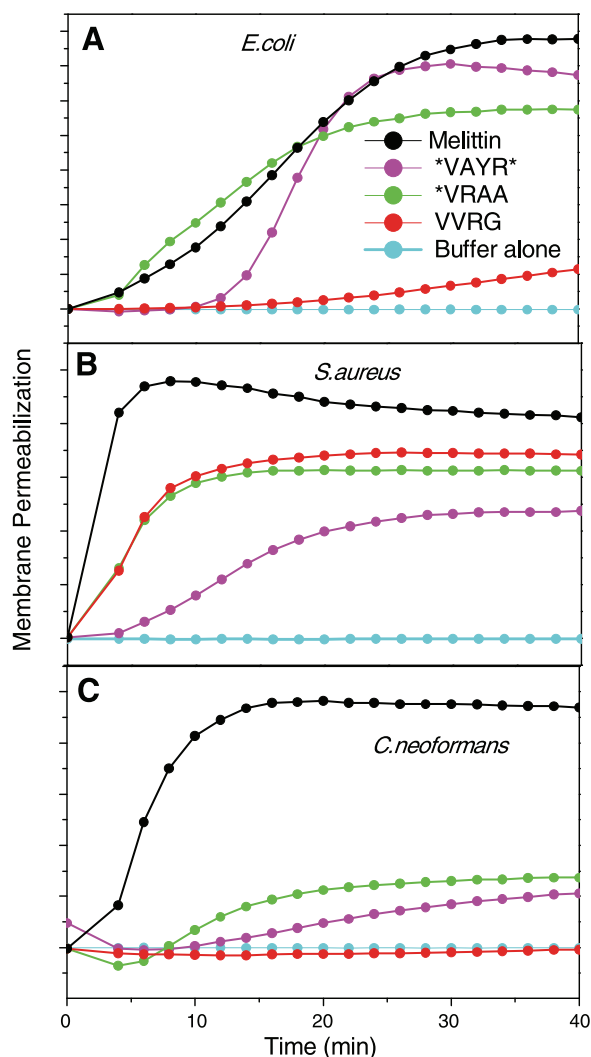 A
E.coli
Melittin
*VAYR*
*VRAA
VVRG
Buffer alone
B
S.aureus
Membrane Permeabilization
C
C.neoformans
0 10 20 30 40
Time (min)